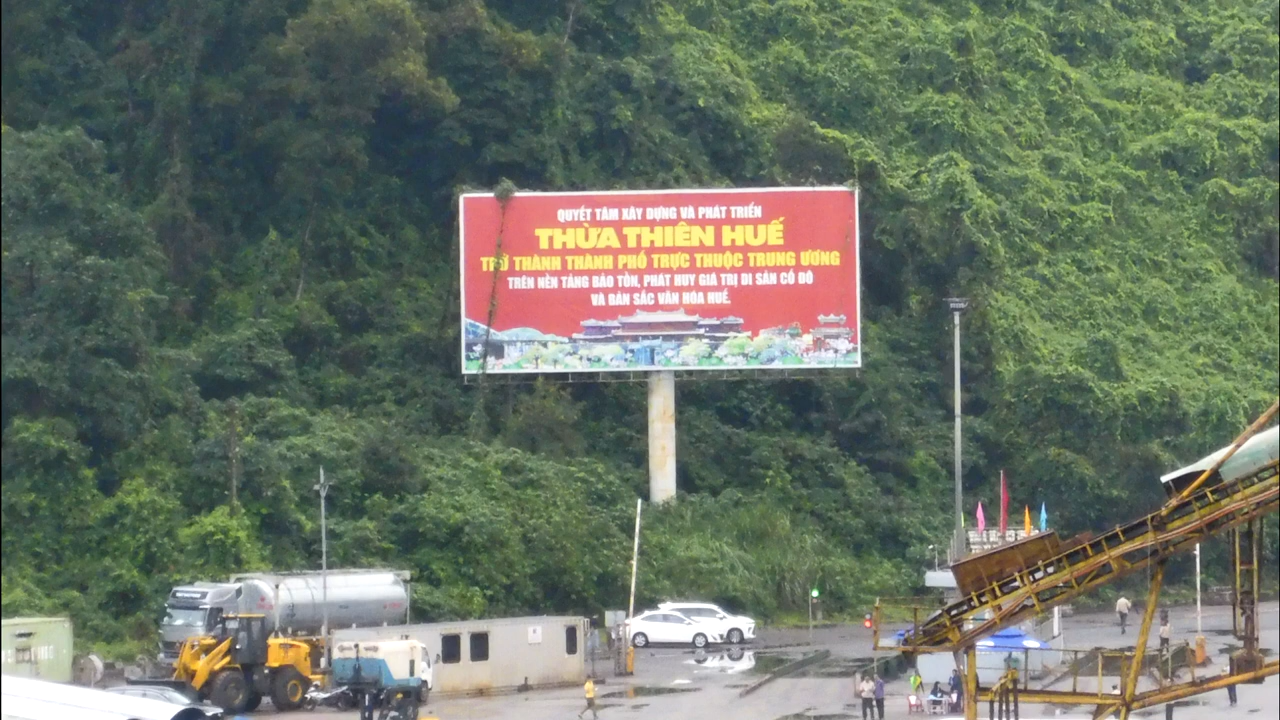 QUYẾT TÂM XÂY DỰNG VÀ PHÁT TRIỂN
THỪA THIÊN HUẾ
TRỞ THÀNH THÀNH PHỐ TRỰC THUỘC TRUNG ƯƠNG
TRÊN NỀN TẢNG BẢO TỒN, PHÁT HUY GIÁ TRỊ DI SẢN CỐ ĐÔ
VÀ BẢN SẮC VĂN HÓA HUẾ.